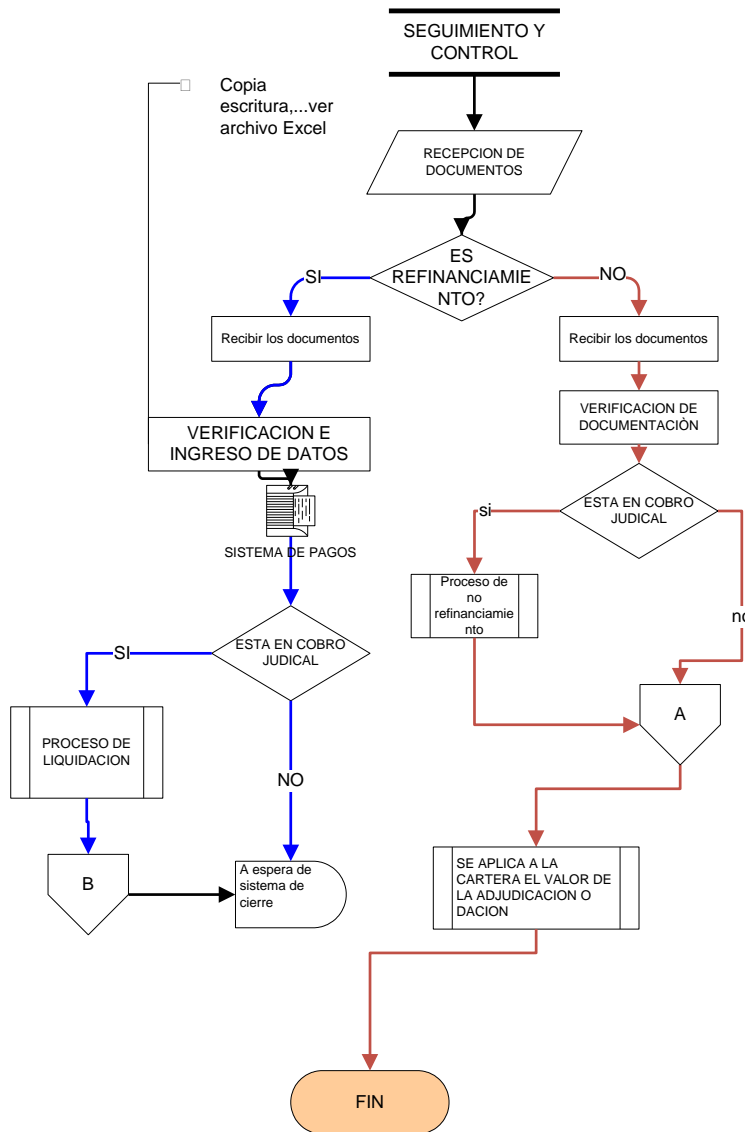 SEGUIMIENTO Y
CONTROL
Copia
escritura,...ver
archivo Excel
RECEPCION DE
DOCUMENTOS
ES
REFINANCIAMIE
NTO?
SI
NO
Recibir los documentos
Recibir los documentos
VERIFICACION E
INGRESO DE DATOS
VERIFICACION DE
DOCUMENTACIÒN
SISTEMA DE PAGOS
ESTA EN COBRO
JUDICAL
si
no
Proceso de
no
refinanciamie
nto
ESTA EN COBRO
JUDICAL
SI
NO
A
PROCESO DE
LIQUIDACION
B
A espera de
sistema de
cierre
SE APLICA A LA
CARTERA EL VALOR DE
LA ADJUDICACION O
DACION
FIN